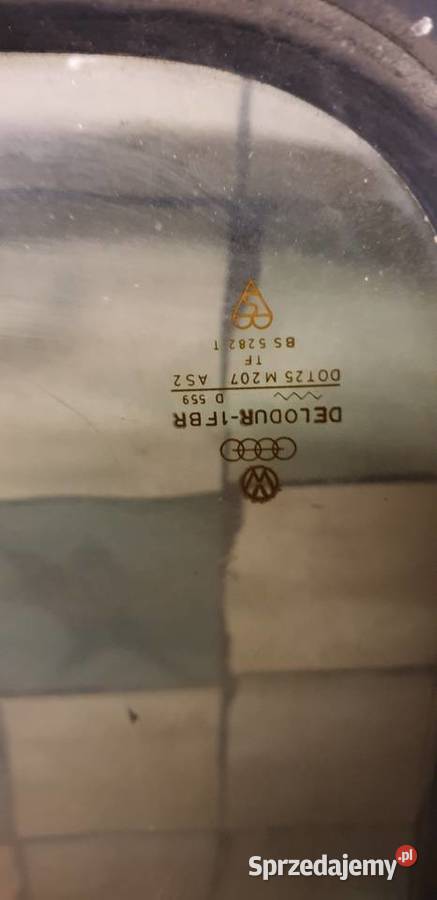 DELODUR-1FBR
D 559
DOT25 M207 AS2
TF
BS 5282 T
Sprzedajemy.pl